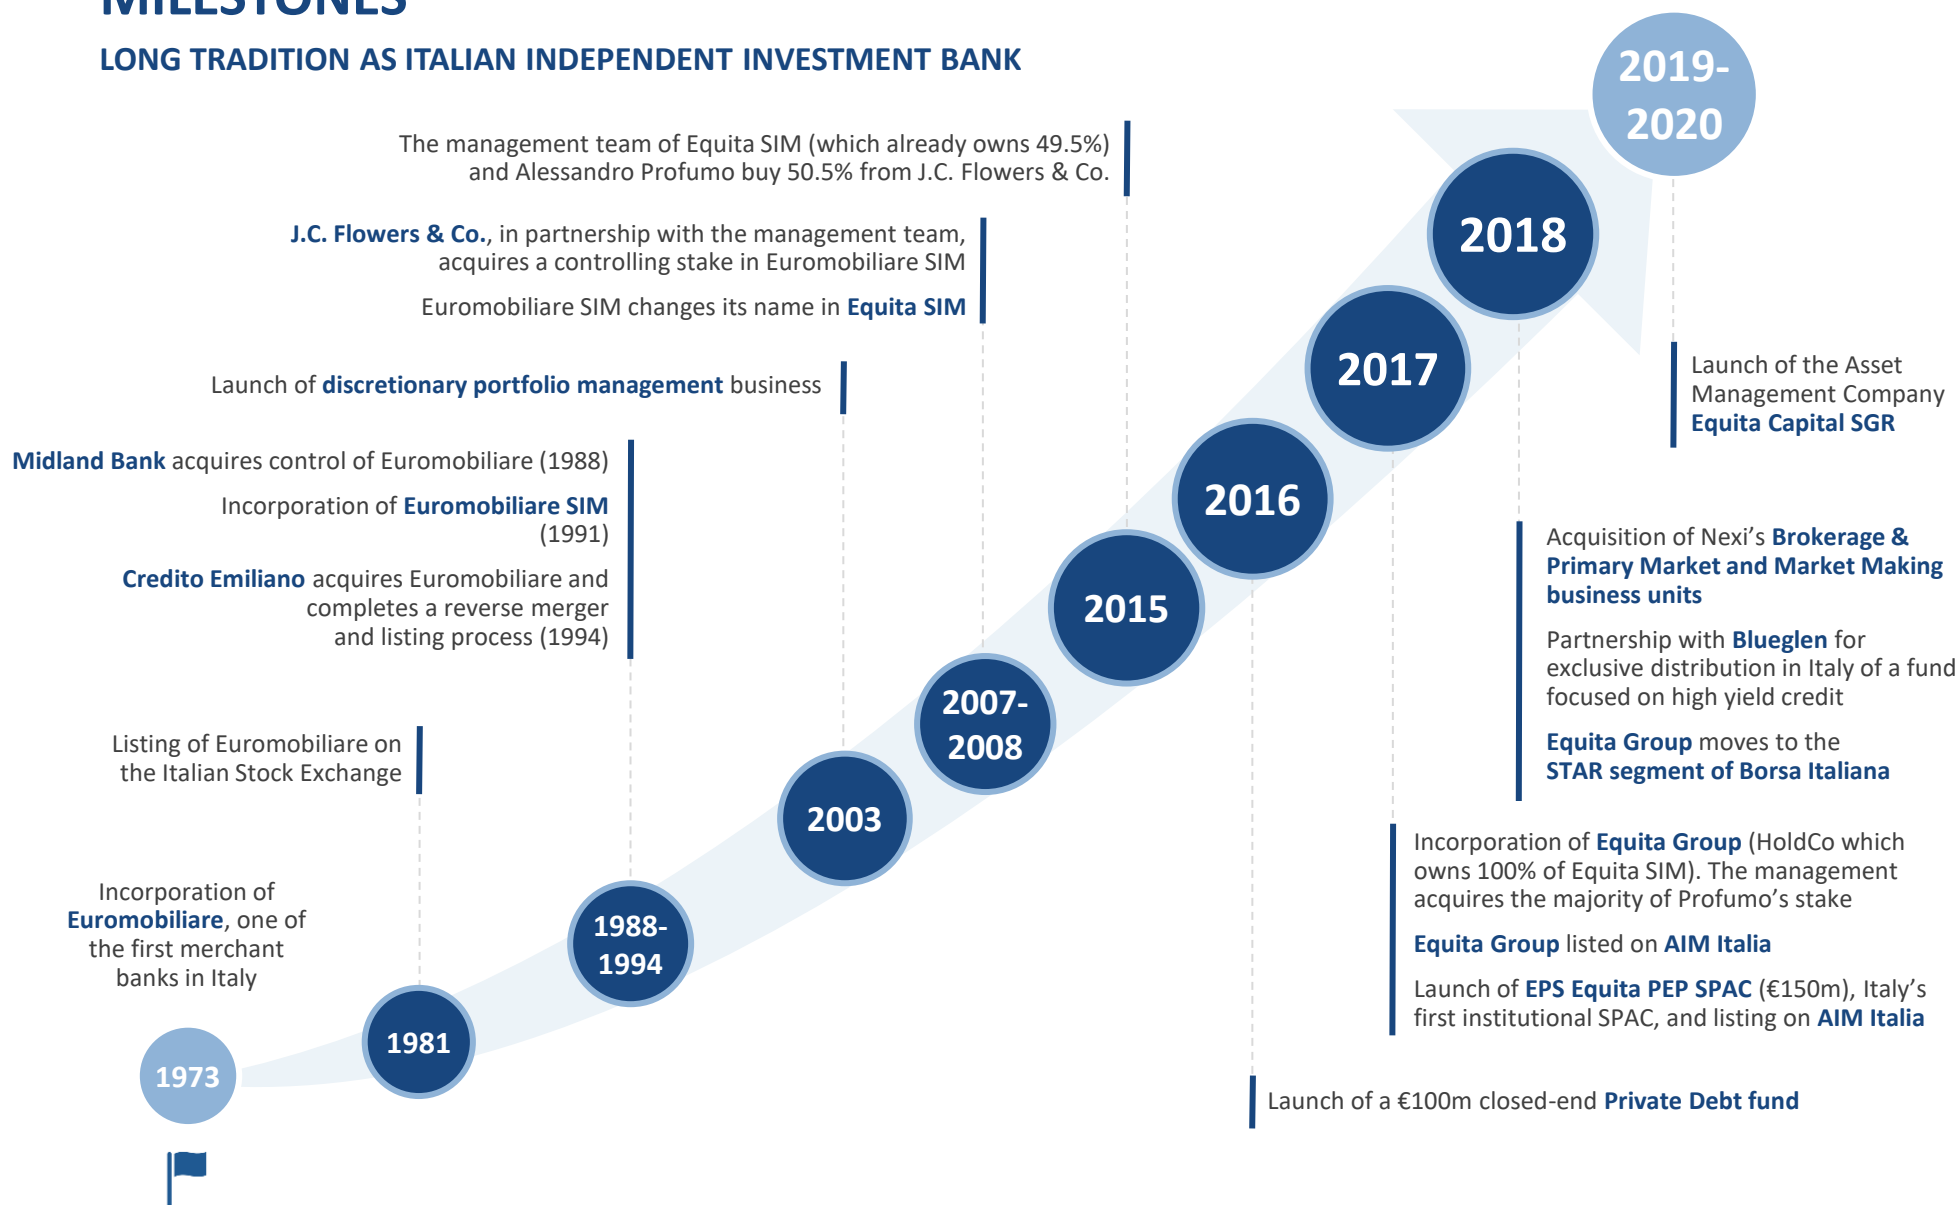 MILESTONES
LONG TRADITION AS ITALIAN INDEPENDENT INVESTMENT BANK
2019-
2020
The management team of Equita SIM (which already owns 49.5%)
and Alessandro Profumo buy 50.5% from J.C. Flowers & Co.
J.C. Flowers & Co., in partnership with the management team,
acquires a controlling stake in Euromobiliare SIM
Euromobiliare SIM changes its name in Equita SIM
2018
2017
Launch of discretionary portfolio management business
Launch of the Asset
Management Company
Equita Capital SGR
Midland Bank acquires control of Euromobiliare (1988)
Incorporation of Euromobiliare SIM
(1991)
Credito Emiliano acquires Euromobiliare and
completes a reverse merger
and listing process (1994)
2016
2015
Acquisition of Nexi’s Brokerage &
Primary Market and Market Making
business units
Partnership with Blueglen for
exclusive distribution in Italy of a fund
focused on high yield credit
Equita Group moves to the
STAR segment of Borsa Italiana
2007-
2008
Listing of Euromobiliare on
the Italian Stock Exchange
2003
Incorporation of Equita Group (HoldCo which
owns 100% of Equita SIM). The management
acquires the majority of Profumo’s stake
Equita Group listed on AIM Italia
Launch of EPS Equita PEP SPAC (€150m), Italy’s
first institutional SPAC, and listing on AIM Italia
Incorporation of
Euromobiliare, one of
the first merchant
banks in Italy
1988-
1994
1981
1973
Launch of a €100m closed-end Private Debt fund